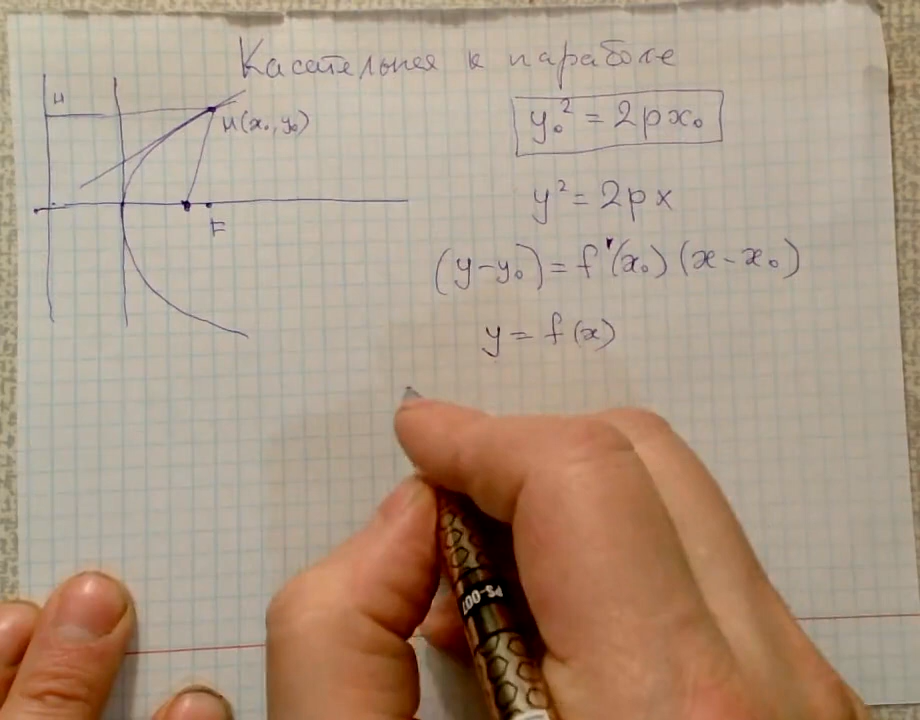 Касательная к параболе
H
M(x₀, y₀)
F
y₀² = 2px₀
y² = 2px
(y-y₀) = f'(x₀) (x-x₀)
y = f(x)
PS-007